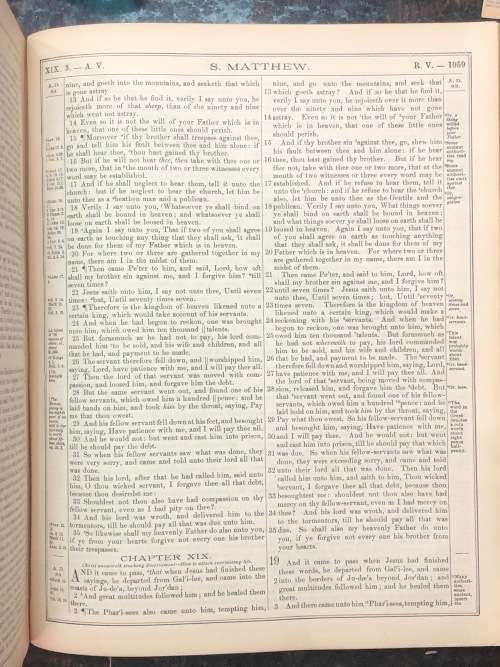 XIX. 3. — A. V.
S. MATTHEW.
R. V. — 1059
nine, and goeth into the mountains, and seeketh that which
is gone astray
13 And if so be that he find it, verily I say unto you, he
rejoiceth more of that sheep, than of the ninety and nine
which went not astray.
14 Even so it is not the will of your Father which is in
heaven, that one of these little ones should perish.
15 ¶ Moreover if thy brother shall trespass against thee,
go and tell him his fault between thee and him alone: if
he shall hear thee, thou hast gained thy brother.
16 But if he will not hear thee, then take with thee one or
two more, that in the mouth of two or three witnesses every
word may be established.
17 And if he shall neglect to hear them, tell it unto the
church: but if he neglect to hear the church, let him be
unto thee as a heathen man and a publican.
18 Verily I say unto you, Whatsoever ye shall bind on
earth shall be bound in heaven; and whatsoever ye shall
loose on earth shall be loosed in heaven.
19 Again I say unto you, That if two of you shall agree
on earth as touching any thing that they shall ask, it shall
be done for them of my Father which is in heaven.
20 For where two or three are gathered together in my
name, there am I in the midst of them.
21 ¶ Then came Pe'ter to him, and said, Lord, how oft
shall my brother sin against me, and I forgive him? till
seven times?
22 Jesus saith unto him, I say not unto thee, Until seven
times: but, Until seventy times seven.
23 ¶ Therefore is the kingdom of heaven likened unto a
certain king, which would take account of his servants.
24 And when he had begun to reckon, one was brought
unto him, which owed him ten thousand ||talents.
25 But forasmuch as he had not to pay, his lord com-
manded him to be sold, and his wife and children, and all
that he had, and payment to be made.
26 The servant therefore fell down, and ||worshipped him,
saying, Lord, have patience with me, and I will pay thee all.
27 Then the lord of that servant was moved with com-
passion, and loosed him, and forgave him the debt.
28 But the same servant went out, and found one of his
fellow servants, which owed him a hundred ||pence: and he
laid hands on him, and took him by the throat, saying, Pay
me that thou owest.
29 And his fellow servant fell down at his feet, and besought
him, saying, Have patience with me, and I will pay thee all.
30 And he would not: but went and cast him into prison,
till he should pay the debt.
31 So when his fellow servants saw what was done, they
were very sorry, and came and told unto their lord all that
was done.
32 Then his lord, after that he had called him, said unto
him, O thou wicked servant, I forgave thee all that debt,
because thou desiredst me:
33 Shouldest not thou also have had compassion on thy
fellow servant, even as I had pity on thee?
34 And his lord was wroth, and delivered him to the
tormentors, till he should pay all that was due unto him.
35 So likewise shall my heavenly Father do also unto you,
if ye from your hearts forgive not every one his brother
their trespasses.
CHAPTER XIX.
AND it came to pass, that when Jesus had finished these
sayings, he departed from Gal'i-lee, and came into the
coasts of Ju-dæ'a, beyond Jor'dan;
2 And great multitudes followed him; and he healed them
there.
3 ¶ The Phar'i-sees also came unto him, tempting him,
nine, and go unto the mountains, and seek that
13 which goeth astray? And if so be that he find it,
verily I say unto you, he rejoiceth over it more than
over the ninety and nine which have not gone
14 astray. Even so it is not the will of your Father
which is in heaven, that one of these little ones
should perish.
15 And if thy brother sin against thee, go, shew him
his fault between thee and him alone: if he hear
16 thee, thou hast gained thy brother. But if he hear
thee not, take with thee one or two more, that at the
mouth of two witnesses or three every word may be
17 established. And if he refuse to hear them, tell it
unto the church: and if he refuse to hear the church
also, let him be unto thee as the Gentile and the
18 publican. Verily I say unto you, What things soever
ye shall bind on earth shall be bound in heaven:
and what things soever ye shall loose on earth shall be
19 loosed in heaven. Again I say unto you, that if two
of you shall agree on earth as touching anything
that they shall ask, it shall be done for them of my
20 Father which is in heaven. For where two or three
are gathered together in my name, there am I in the
midst of them.
21 Then came Pe'ter, and said to him, Lord, how oft
shall my brother sin against me, and I forgive him?
22 until seven times? Jesus saith unto him, I say not
unto thee, Until seven times; but, Until seventy
23 times seven. Therefore is the kingdom of heaven
likened unto a certain king, which would make a
24 reckoning with his servants. And when he had
begun to reckon, one was brought unto him, which
25 owed him ten thousand talents. But forasmuch as
he had not wherewith to pay, his lord commanded
him to be sold, and his wife and children, and all
26 that he had, and payment to be made. The servant
therefore fell down and worshipped him, saying, Lord,
27 have patience with me, and I will pay thee all. And
the lord of that servant, being moved with compas-
28 sion, released him, and forgave him the debt. But
that servant went out, and found one of his fellow-
servants, which owed him a hundred pence: and he
laid hold on him, and took him by the throat, saying,
29 Pay what thou owest. So his fellow-servant fell down
and besought him, saying, Have patience with me,
30 and I will pay thee. And he would not: but went
and cast him into prison, till he should pay that which
31 was due. So when his fellow-servants saw what was
done, they were exceeding sorry, and came and told
32 unto their lord all that was done. Then his lord
called him unto him, and saith to him, Thou wicked
servant, I forgave thee all that debt, because thou
33 besoughtest me: shouldest not thou also have had
mercy on thy fellow-servant, even as I had mercy on
34 thee? And his lord was wroth, and delivered him
to the tormentors, till he should pay all that was
35 due. So shall also my heavenly Father do unto
you, if ye forgive not every one his brother from
your hearts.
19 And it came to pass when Jesus had finished
these words, he departed from Gal'i-lee, and came
2 into the borders of Ju-dæ'a beyond Jor'dan; and
great multitudes followed him; and he healed them
there.
3 And there came unto him Phar'i-sees, tempting him,